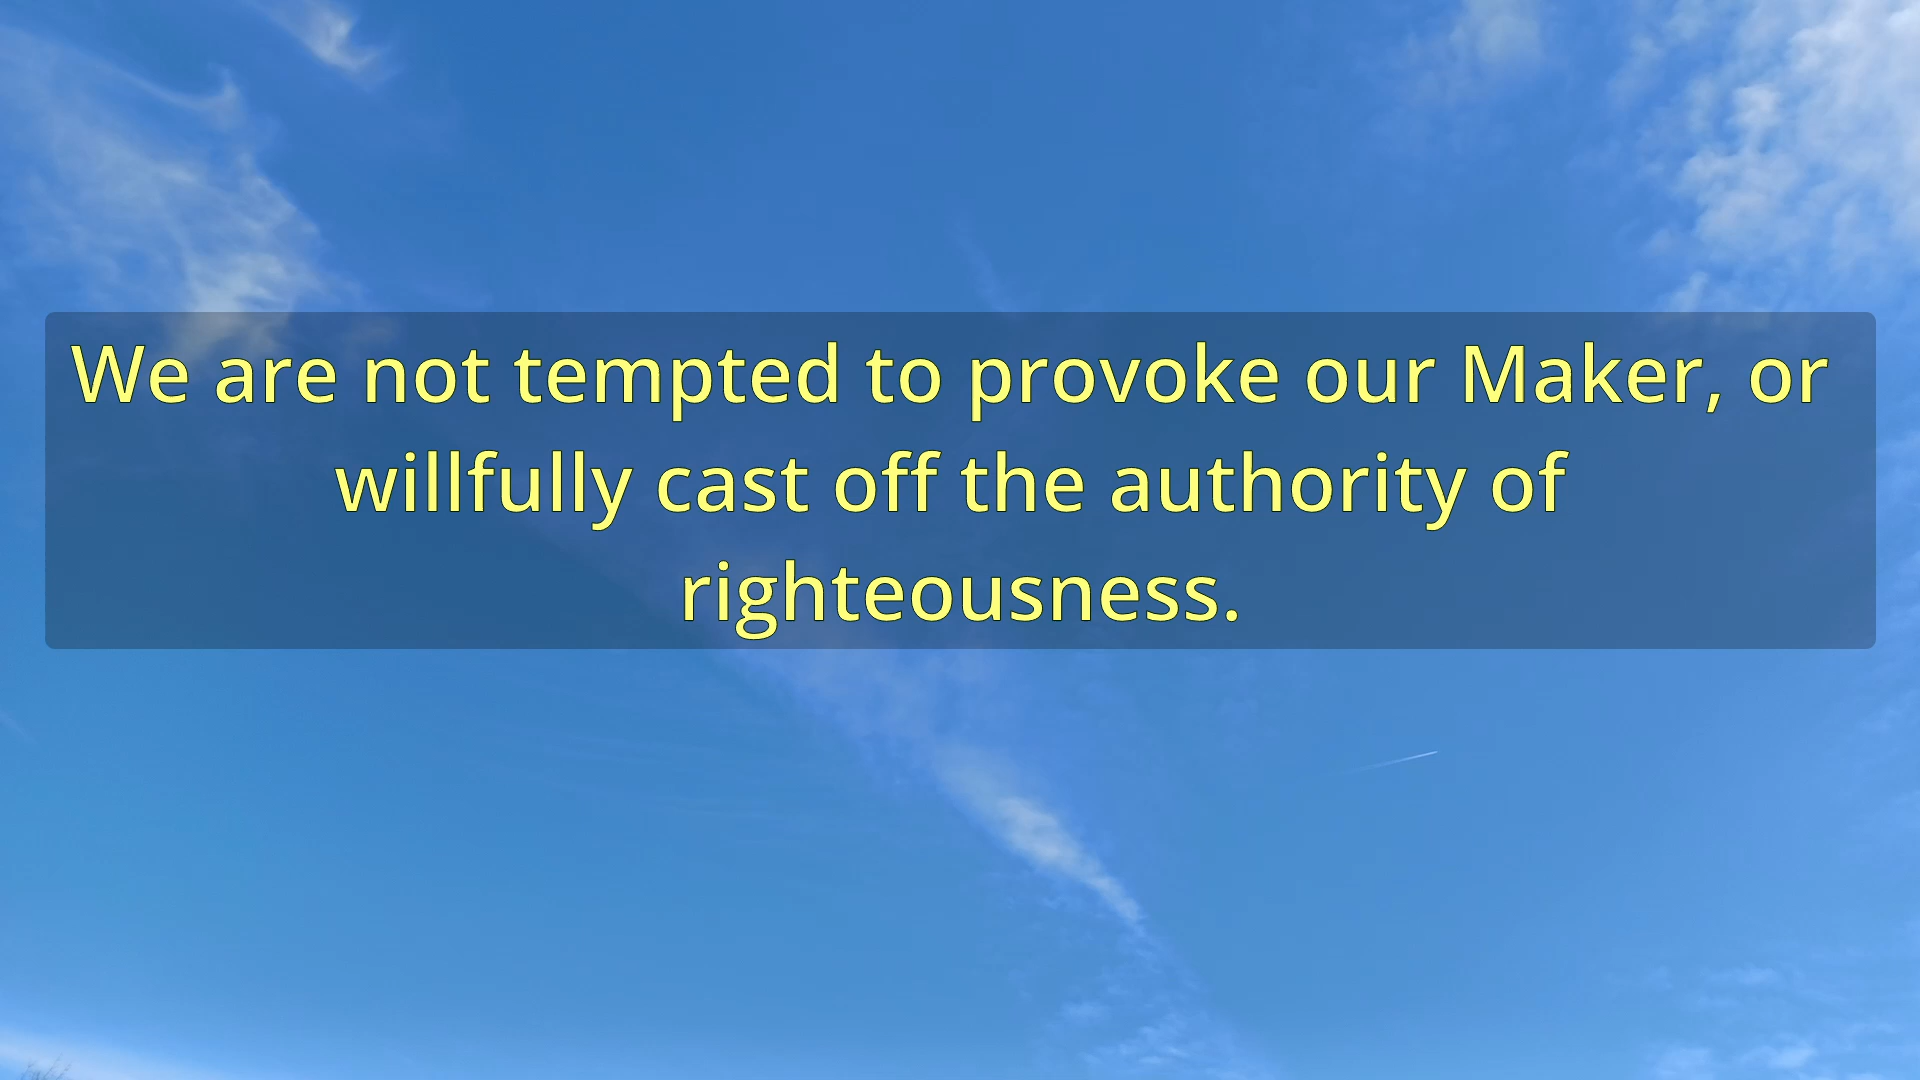 We are not tempted to provoke our Maker, or
willfully cast off the authority of
righteousness.